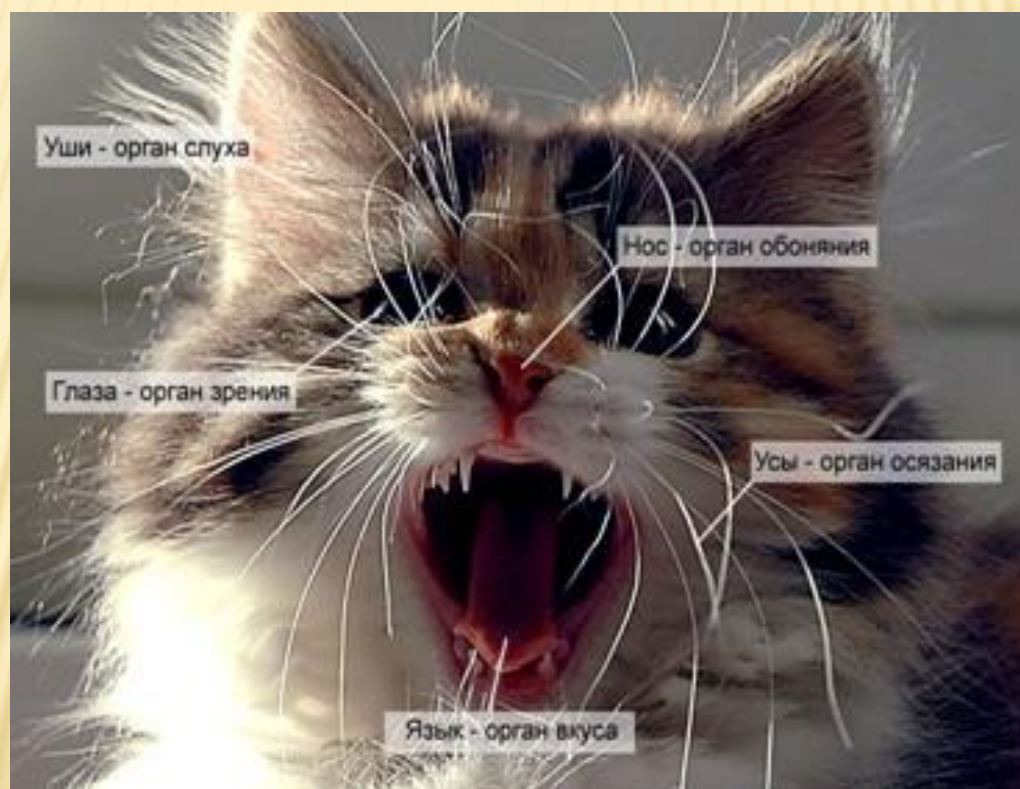 Уши - орган слуха
Нос - орган обоняния
Глаза - орган зрения
Усы - орган осязания
Язык - орган вкуса